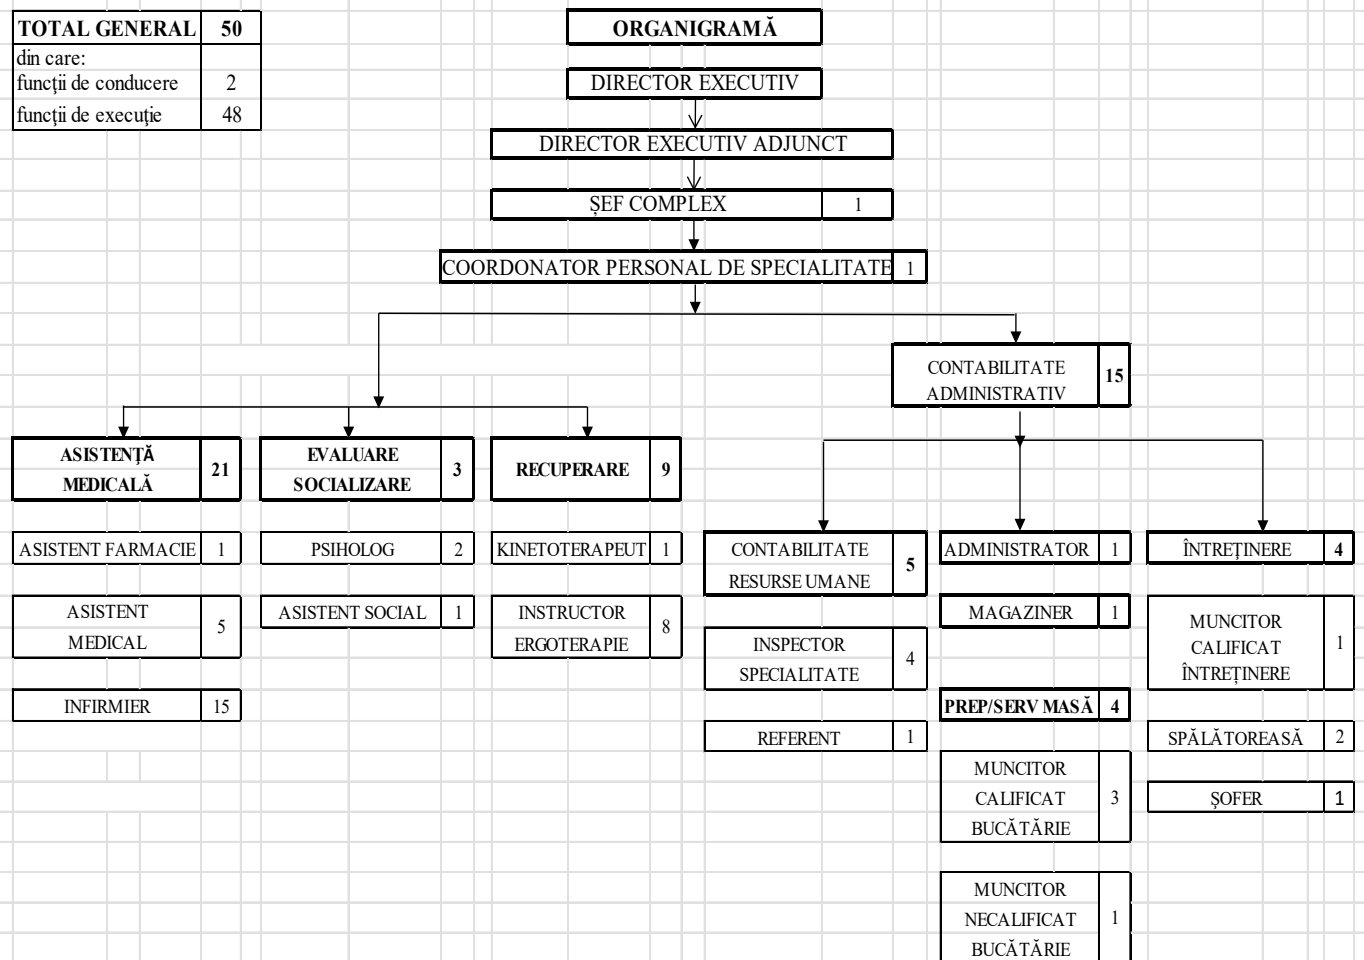 TOTAL GENERAL 50
din care:
funcţii de conducere 2
funcţii de execuţie 48
ORGANIGRAMĂ
DIRECTOR EXECUTIV
DIRECTOR EXECUTIV ADJUNCT
ȘEF COMPLEX 1
COORDONATOR PERSONAL DE SPECIALITATE 1
CONTABILITATE
ADMINISTRATIV
15
ASISTENŢĂ
MEDICALĂ
21
EVALUARE
SOCIALIZARE
3
RECUPERARE 9
ASISTENT FARMACIE 1
ASISTENT
MEDICAL
5
INFIRMIER 15
PSIHOLOG 2
ASISTENT SOCIAL 1
KINETOTERAPEUT 1
INSTRUCTOR
ERGOTERAPIE
8
CONTABILITATE
RESURSE UMANE
5
INSPECTOR
SPECIALITATE
4
REFERENT 1
ADMINISTRATOR 1
MAGAZINER 1
PREP/SERV MASĂ 4
MUNCITOR
CALIFICAT
BUCĂTĂRIE
3
MUNCITOR
NECALIFICAT
BUCĂTĂRIE
1
ÎNTREȚINERE 4
MUNCITOR
CALIFICAT
ÎNTREȚINERE
1
SPĂLĂTOREASĂ 2
ŞOFER 1